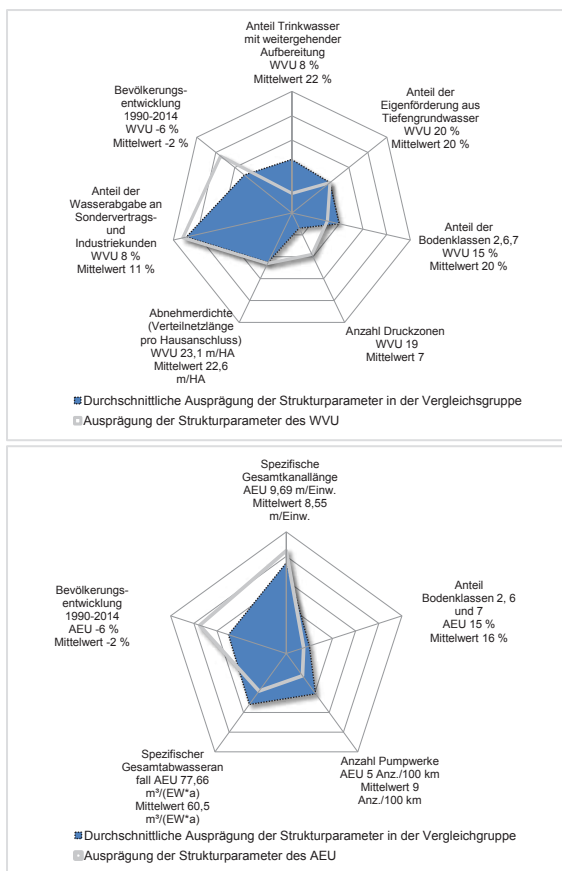 Anteil Trinkwasser
mit weitergehender
Aufbereitung
WVU 8 %
Mittelwert 22 %
Anteil der
Eigenförderung aus
Tiefengrundwasser
WVU 20 %
Mittelwert 20 %
Anteil der
Bodenklassen 2,6,7
WVU 15 %
Mittelwert 20 %
Anzahl Druckzonen
WVU 19
Mittelwert 7
Abnehmerdichte
(Verteilnetzlänge
pro Hausanschluss)
WVU 23,1 m/HA
Mittelwert 22,6
m/HA
Anteil der
Wasserabgabe an
Sondervertrags-
und
Industriekunden
WVU 8 %
Mittelwert 11 %
Bevölkerungs-
entwicklung
1990-2014
WVU -6 %
Mittelwert -2 %
Durchschnittliche Ausprägung der Strukturparameter in der Vergleichsgruppe
Ausprägung der Strukturparameter des WVU
Spezifische
Gesamtkanallänge
AEU 9,69 m/Einw.
Mittelwert 8,55
m/Einw.
Anteil
Bodenklassen 2, 6
und 7
AEU 15 %
Mittelwert 16 %
Anzahl Pumpwerke
AEU 5 Anz./100 km
Mittelwert 9
Anz./100 km
Spezifischer
Gesamtabwasseran
fall AEU 77,66
m³/(EW*a)
Mittelwert 60,5
m³/(EW*a)
Bevölkerungs-
entwicklung
1990-2014
AEU -6 %
Mittelwert -2 %
Durchschnittliche Ausprägung der Strukturparameter in der Vergleichgruppe
Ausprägung der Strukturparameter des AEU